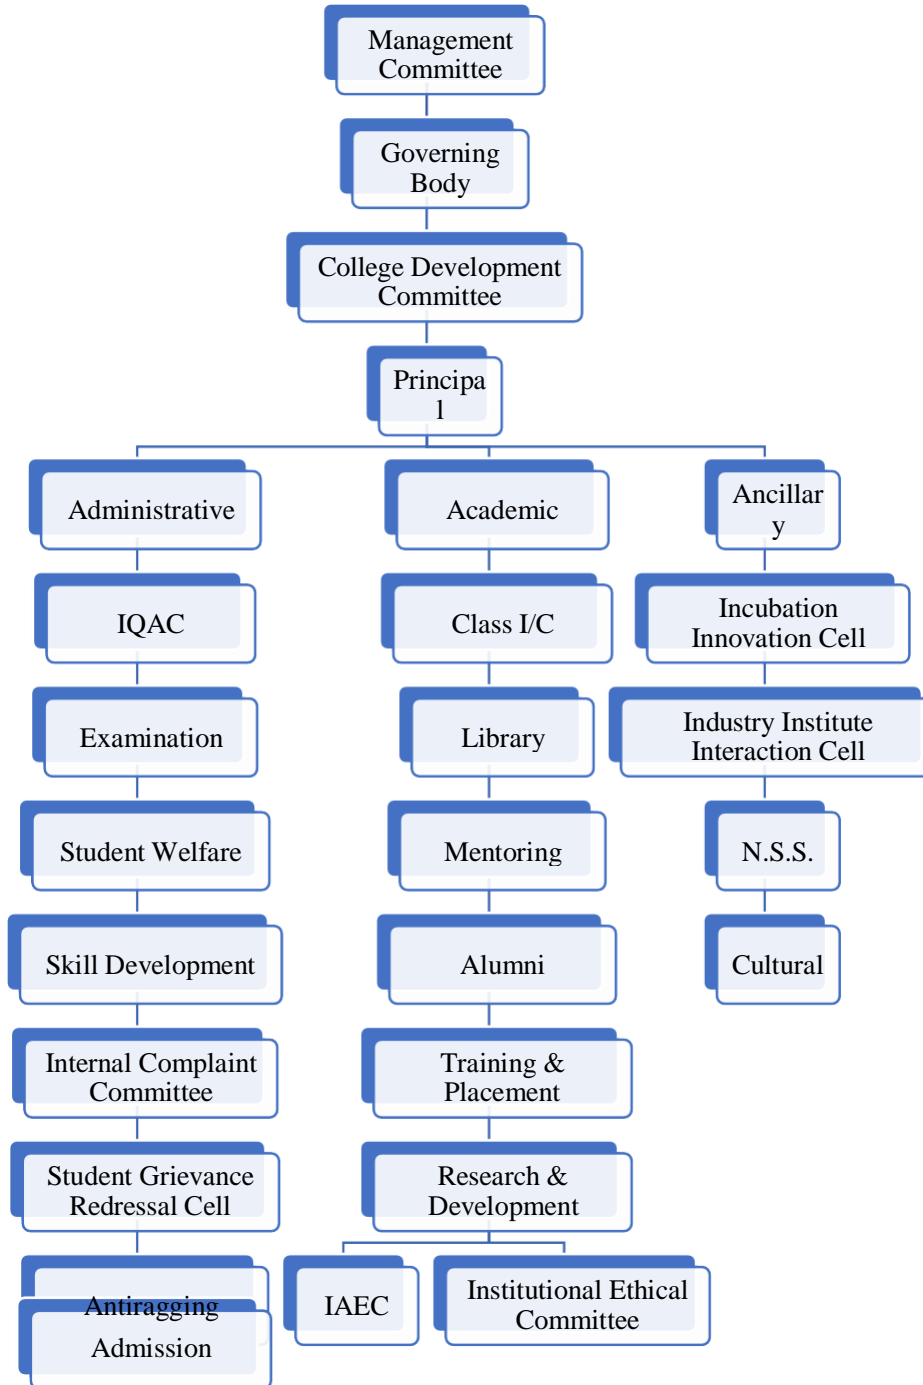 Management
Committee
Governing
Body
College Development
Committee
Principa
l
Administrative
Academic
Ancillar
y
IQAC
Class I/C
Incubation
Innovation Cell
Examination
Library
Industry Institute
Interaction Cell
Student Welfare
Mentoring
N.S.S.
Skill Development
Alumni
Cultural
Internal Complaint
Committee
Training &
Placement
Student Grievance
Redressal Cell
Research &
Development
Antiragging
Admission
IAEC
Institutional Ethical
Committee